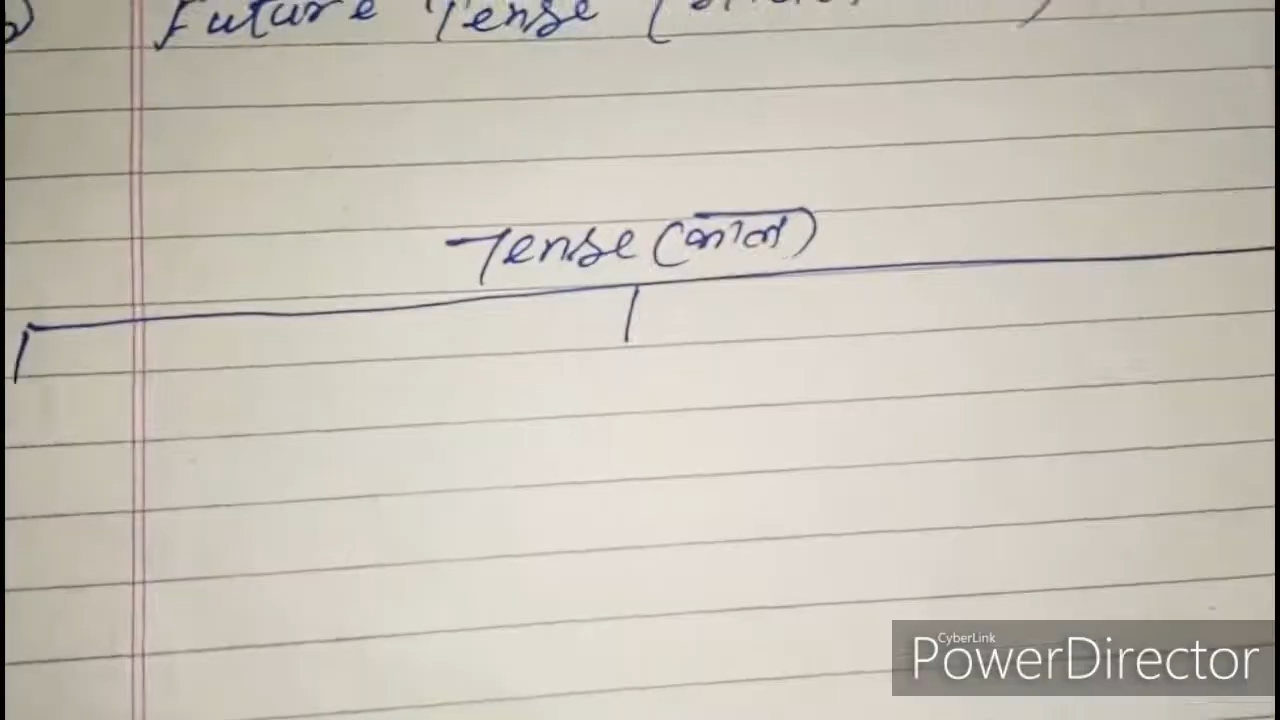 Future Tense (
Tense (काल)
CyberLink
PowerDirector